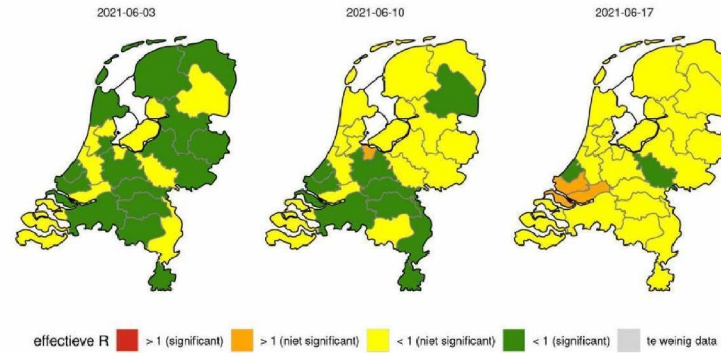 2021-06-03 2021-06-10 2021-06-17
effectieve R > 1 (significant) > 1 (niet significant) < 1 (niet significant) < 1 (significant) te weinig data